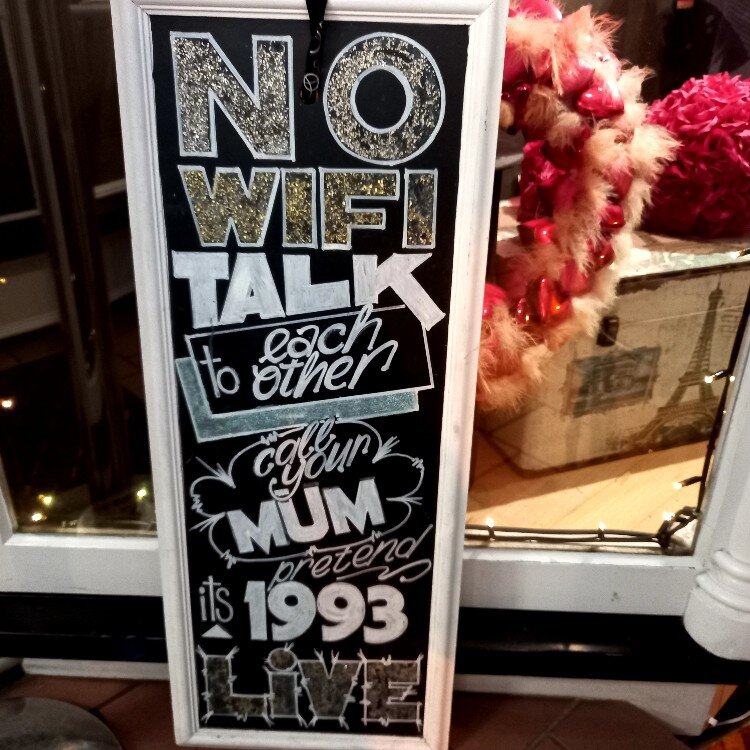 NO
WIFI
TALK
to each
other
call
your
MUM
pretend
its 1993
LiVE